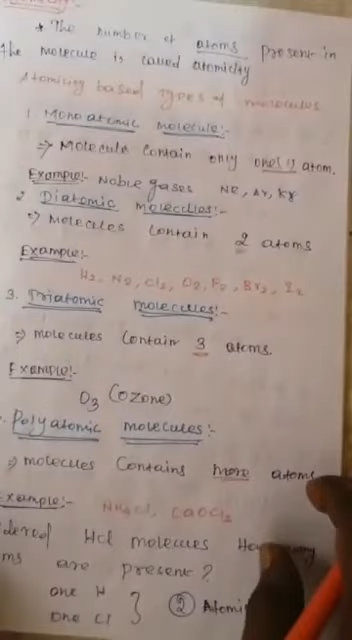 * The number of atoms present in
the molecule is called atomicity
Atomicity based Types of molecules
1. Mono atomic molecule:-
⇒ Molecule contain only one (1) atom.
Example:- Noble gases Ne, Ar, Kr
2. Diatomic molecules:-
⇒ Molecules contain 2 atoms
Example:-
H2, N2, Cl2, O2, F2, Br2, I2
3. Triatomic molecules:-
⇒ molecules contain 3 atoms.
Example:-
O3 (Ozone)
Polyatomic molecules:-
⇒ molecules contains more atoms
Example:- NH4Cl, CaOCl2
HCl molecules
are present?
one H
one Cl } 2